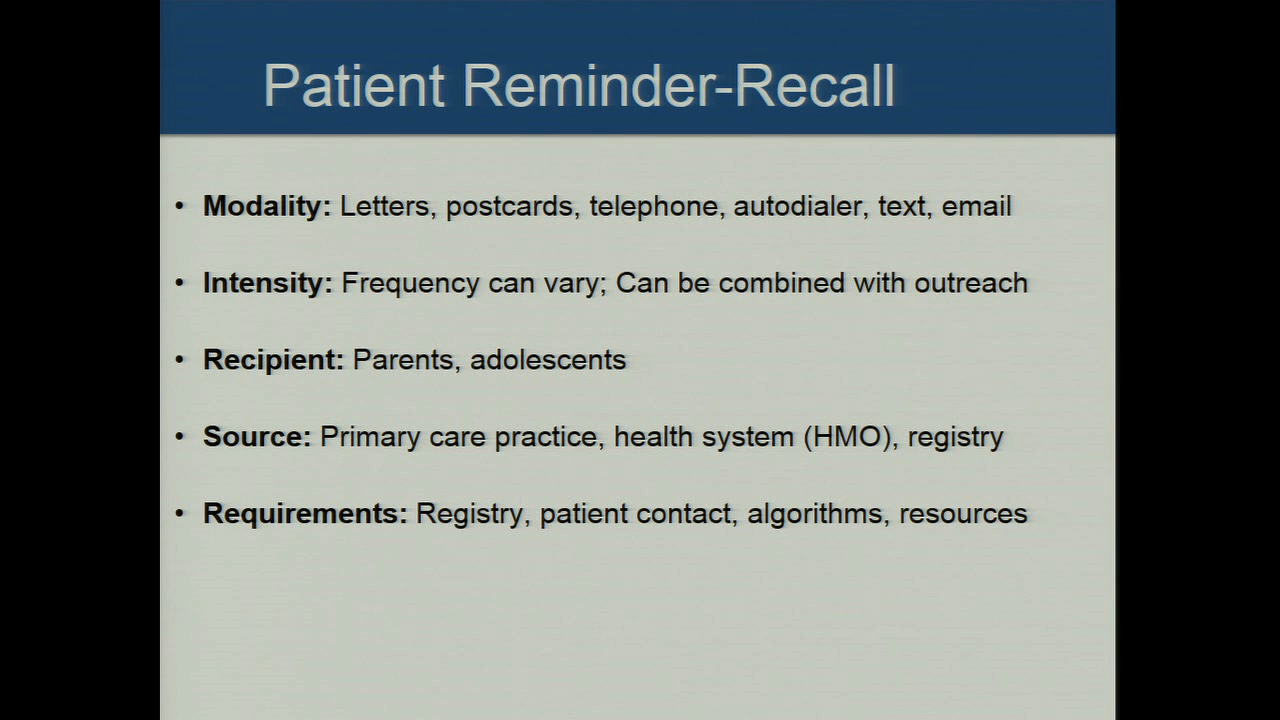 Patient Reminder-Recall
• Modality: Letters, postcards, telephone, autodialer, text, email
• Intensity: Frequency can vary; Can be combined with outreach
• Recipient: Parents, adolescents
• Source: Primary care practice, health system (HMO), registry
• Requirements: Registry, patient contact, algorithms, resources